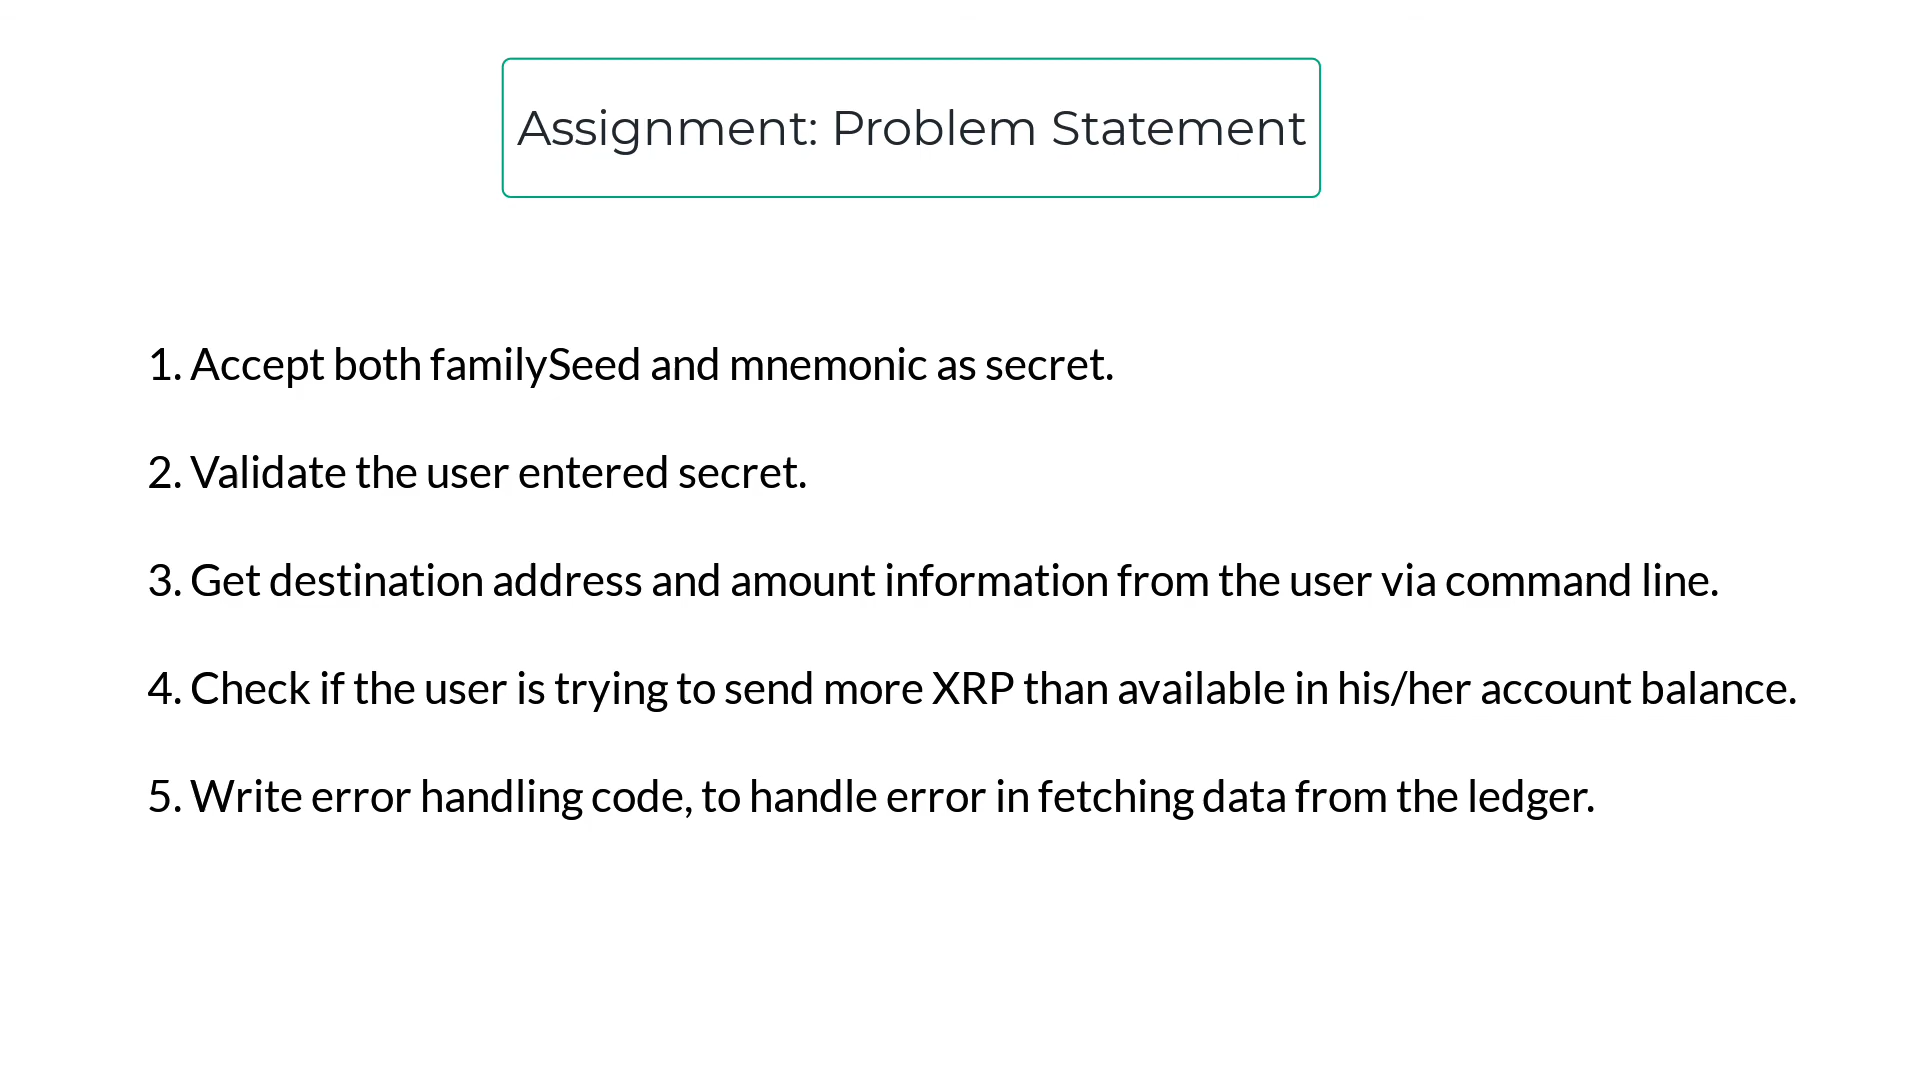 Assignment: Problem Statement
1. Accept both familySeed and mnemonic as secret.
2. Validate the user entered secret.
3. Get destination address and amount information from the user via command line.
4. Check if the user is trying to send more XRP than available in his/her account balance.
5. Write error handling code, to handle error in fetching data from the ledger.